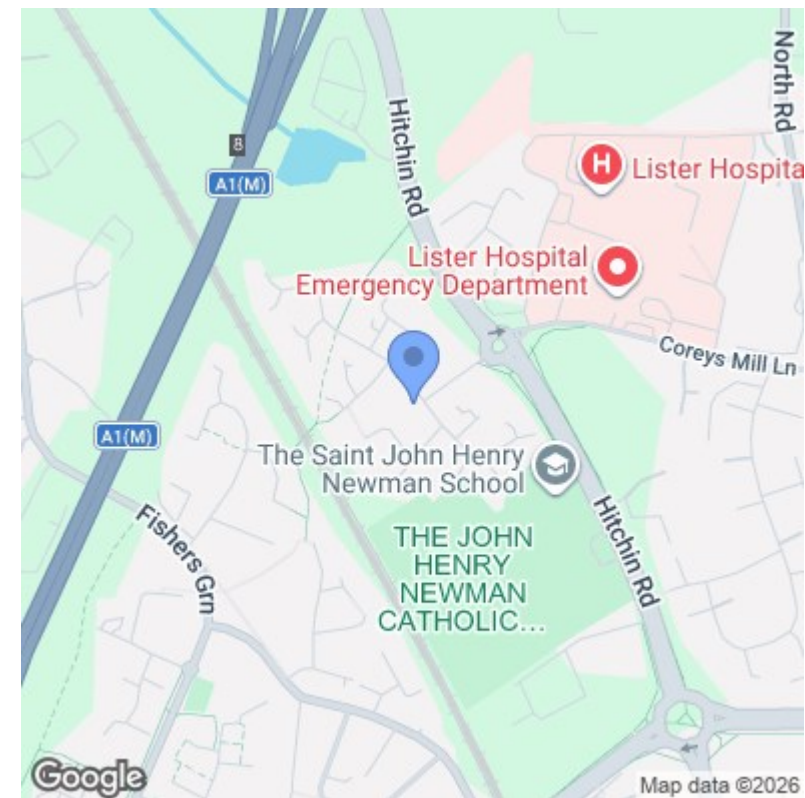 North Rd
Hitchin Rd
8
A1(M)
H
Lister Hospita
Lister Hospital
Emergency Department
Coreys Mill Ln
A1(M)
The Saint John Henry
Newman School
Fishers Grn
THE JOHN
HENRY
NEWMAN
CATHOLIC...
Hitchin Rd
Google
Map data ©2026